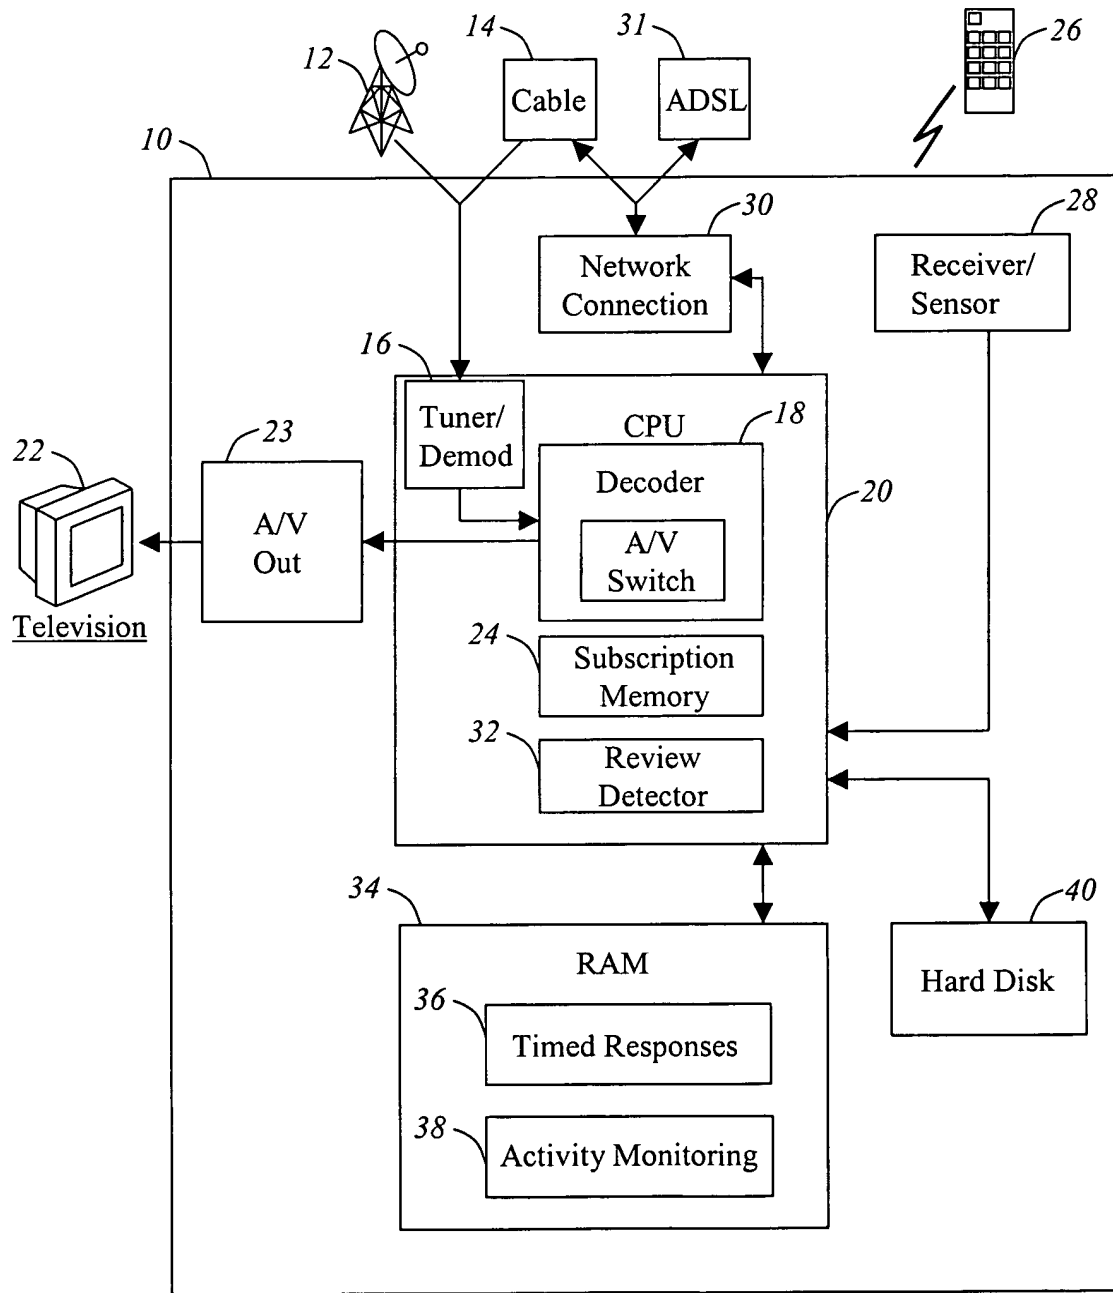 12
14
31
26
Cable
ADSL
10
30
28
Network
Connection
Receiver/
Sensor
16
Tuner/
Demod
CPU
18
22
23
Decoder
20
A/V
Out
A/V
Switch
Television
24
Subscription
Memory
32
Review
Detector
34
40
RAM
Hard Disk
36
Timed Responses
38
Activity Monitoring